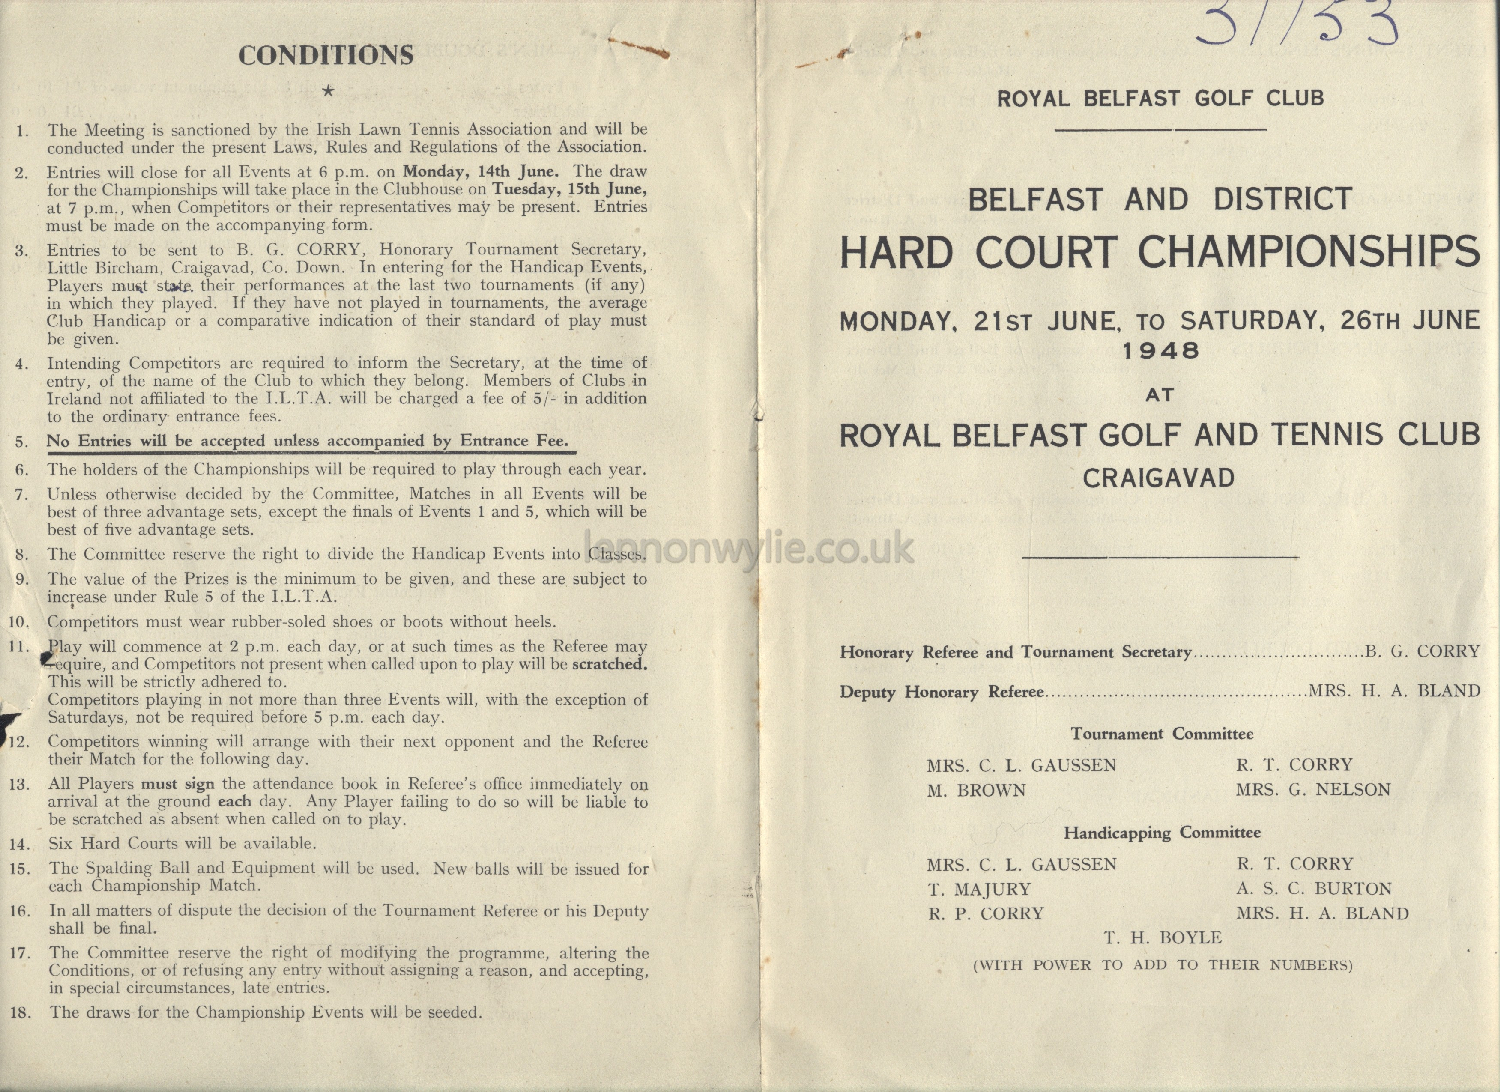 CONDITIONS
1. The Meeting is sanctioned by the Irish Lawn Tennis Association and will be
conducted under the present Laws, Rules and Regulations of the Association.
2. Entries will close for all Events at 6 p.m. on Monday, 14th June. The draw
for the Championships will take place in the Clubhouse on Tuesday, 15th June,
at 7 p.m., when Competitors or their representatives may be present. Entries
must be made on the accompanying form.
3. Entries to be sent to B. G. CORRY, Honorary Tournament Secretary,
Little Bircham, Craigavad, Co. Down. In entering for the Handicap Events,
Players must state their performances at the last two tournaments (if any)
in which they played. If they have not played in tournaments, the average
Club Handicap or a comparative indication of their standard of play must
be given.
4. Intending Competitors are required to inform the Secretary, at the time of
entry, of the name of the Club to which they belong. Members of Clubs in
Ireland not affiliated to the I.L.T.A. will be charged a fee of 5/- in addition
to the ordinary entrance fees.
5. No Entries will be accepted unless accompanied by Entrance Fee.
6. The holders of the Championships will be required to play through each year.
7. Unless otherwise decided by the Committee, Matches in all Events will be
best of three advantage sets, except the finals of Events 1 and 5, which will be
best of five advantage sets.
8. The Committee reserve the right to divide the Handicap Events into Classes.
9. The value of the Prizes is the minimum to be given, and these are subject to
increase under Rule 5 of the I.L.T.A.
10. Competitors must wear rubber-soled shoes or boots without heels.
11. Play will commence at 2 p.m. each day, or at such times as the Referee may
require, and Competitors not present when called upon to play will be scratched.
This will be strictly adhered to.
Competitors playing in not more than three Events will, with the exception of
Saturdays, not be required before 5 p.m. each day.
12. Competitors winning will arrange with their next opponent and the Referee
their Match for the following day.
13. All Players must sign the attendance book in Referee's office immediately on
arrival at the ground each day. Any Player failing to do so will be liable to
be scratched as absent when called on to play.
14. Six Hard Courts will be available.
15. The Spalding Ball and Equipment will be used. New balls will be issued for
each Championship Match.
16. In all matters of dispute the decision of the Tournament Referee or his Deputy
shall be final.
17. The Committee reserve the right of modifying the programme, altering the
Conditions, or of refusing any entry without assigning a reason, and accepting,
in special circumstances, late entries.
18. The draws for the Championship Events will be seeded.
lennonwylie.co.uk
31/53
ROYAL BELFAST GOLF CLUB
BELFAST AND DISTRICT
HARD COURT CHAMPIONSHIPS
MONDAY, 21ST JUNE, TO SATURDAY, 26TH JUNE
1948
AT
ROYAL BELFAST GOLF AND TENNIS CLUB
CRAIGAVAD
Honorary Referee and Tournament Secretary............................B. G. CORRY
Deputy Honorary Referee...........................................MRS. H. A. BLAND
Tournament Committee
MRS. C. L. GAUSSEN R. T. CORRY
M. BROWN MRS. G. NELSON
Handicapping Committee
MRS. C. L. GAUSSEN R. T. CORRY
T. MAJURY A. S. C. BURTON
R. P. CORRY MRS. H. A. BLAND
T. H. BOYLE
(WITH POWER TO ADD TO THEIR NUMBERS)